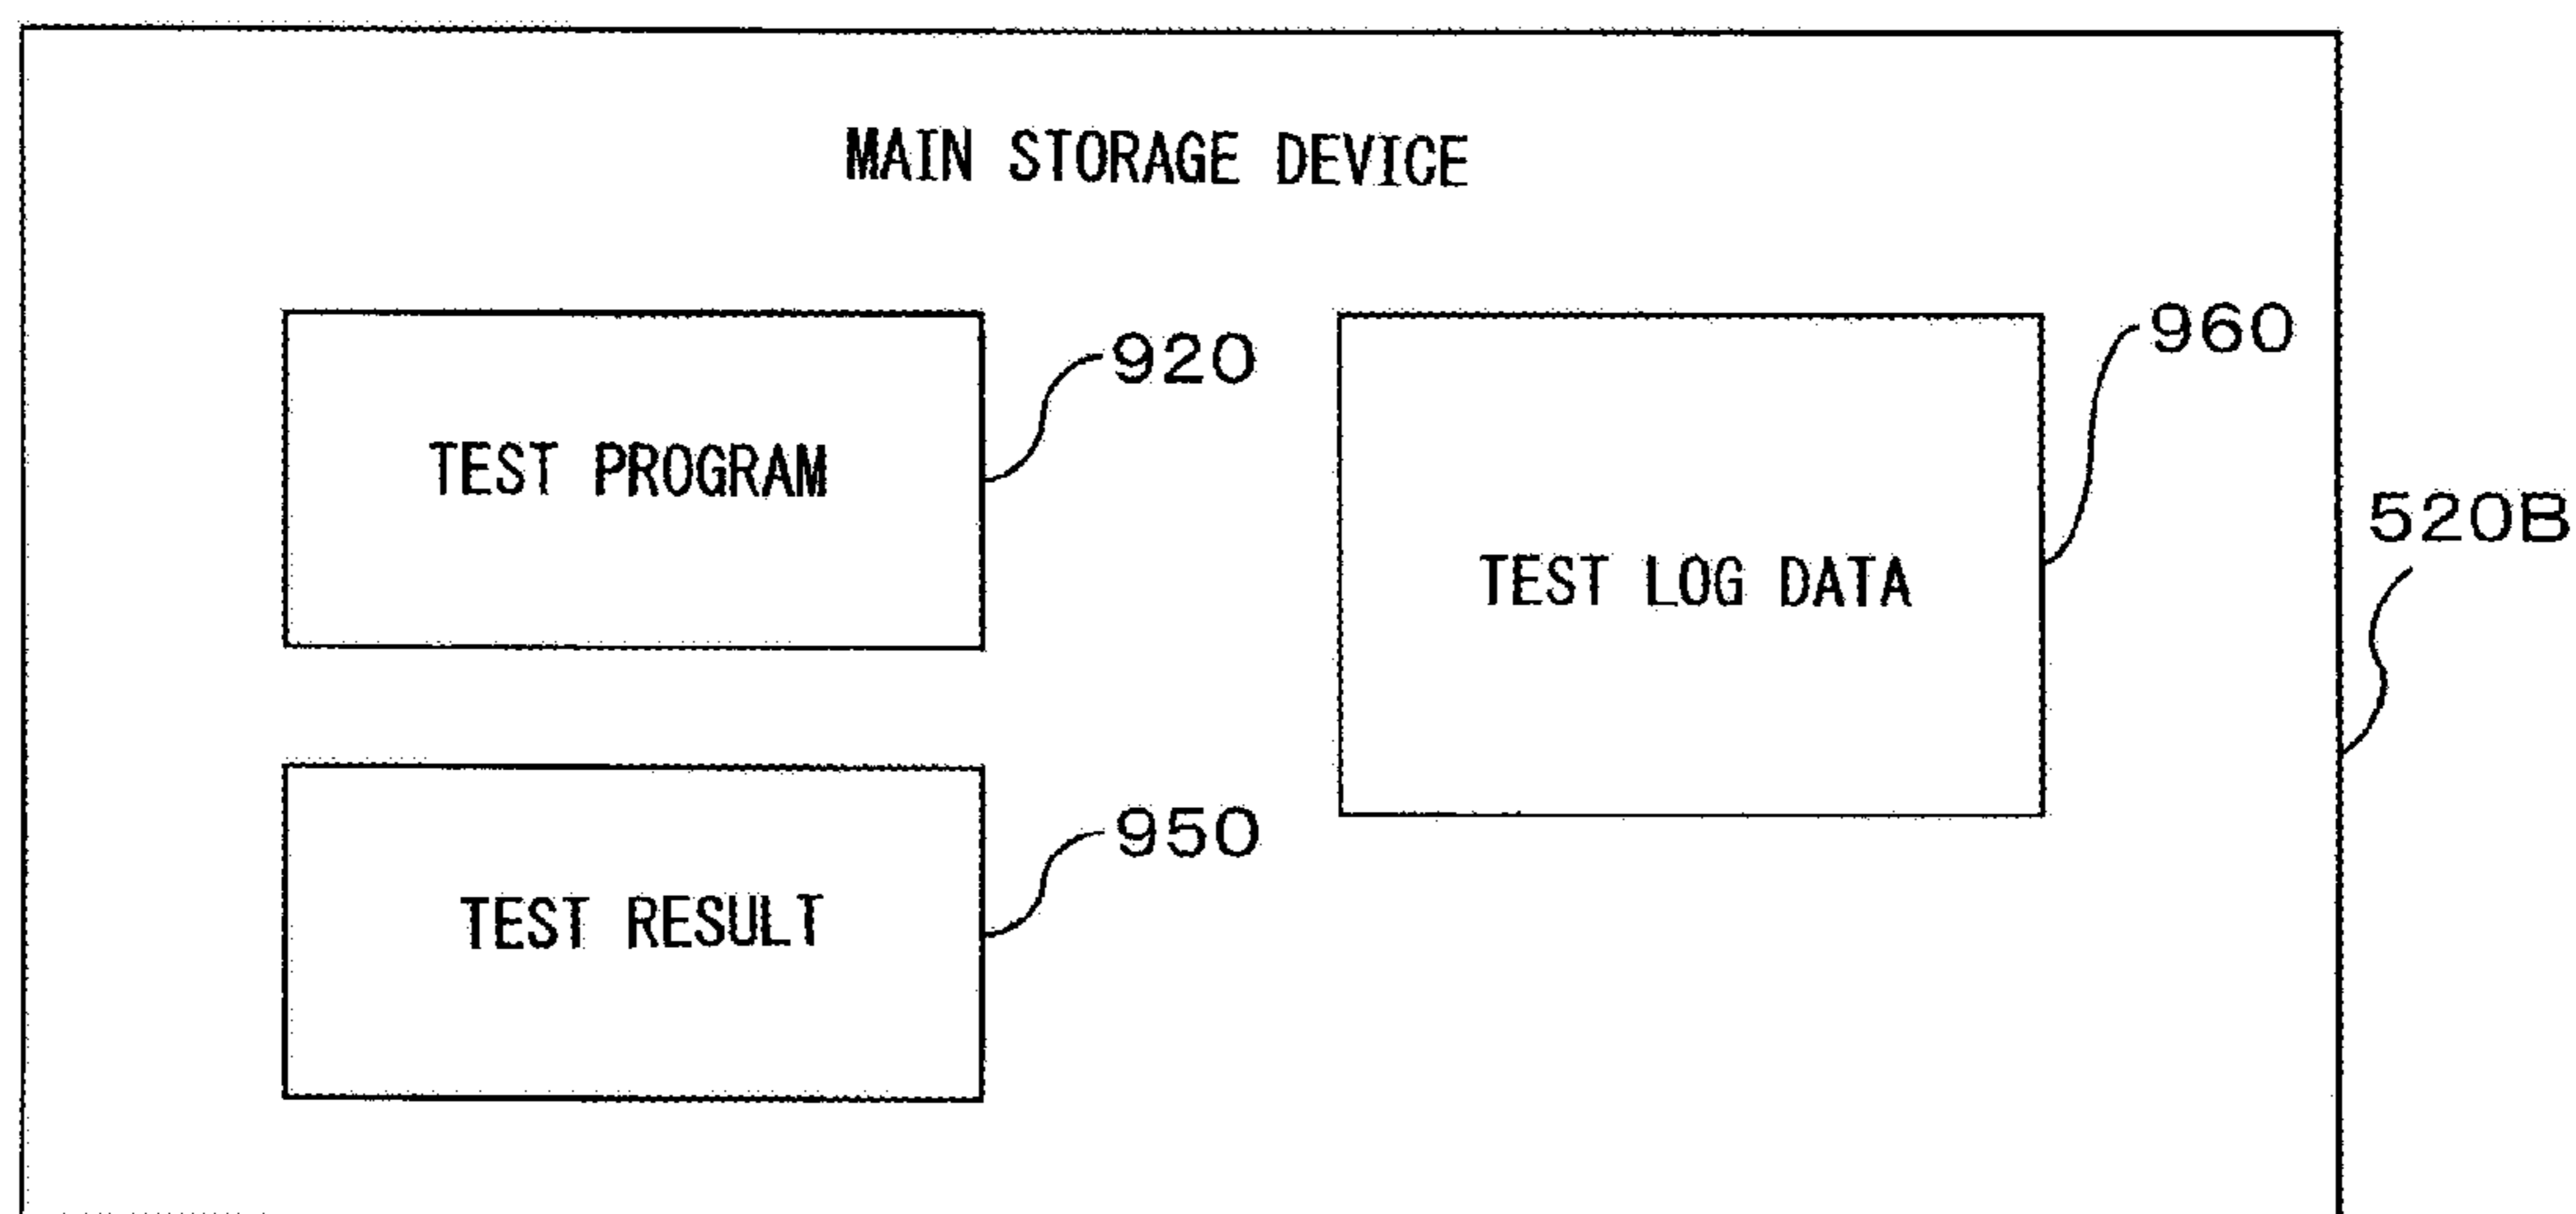 MAIN STORAGE DEVICE
TEST PROGRAM
920
TEST LOG DATA
960
520B
TEST RESULT
950